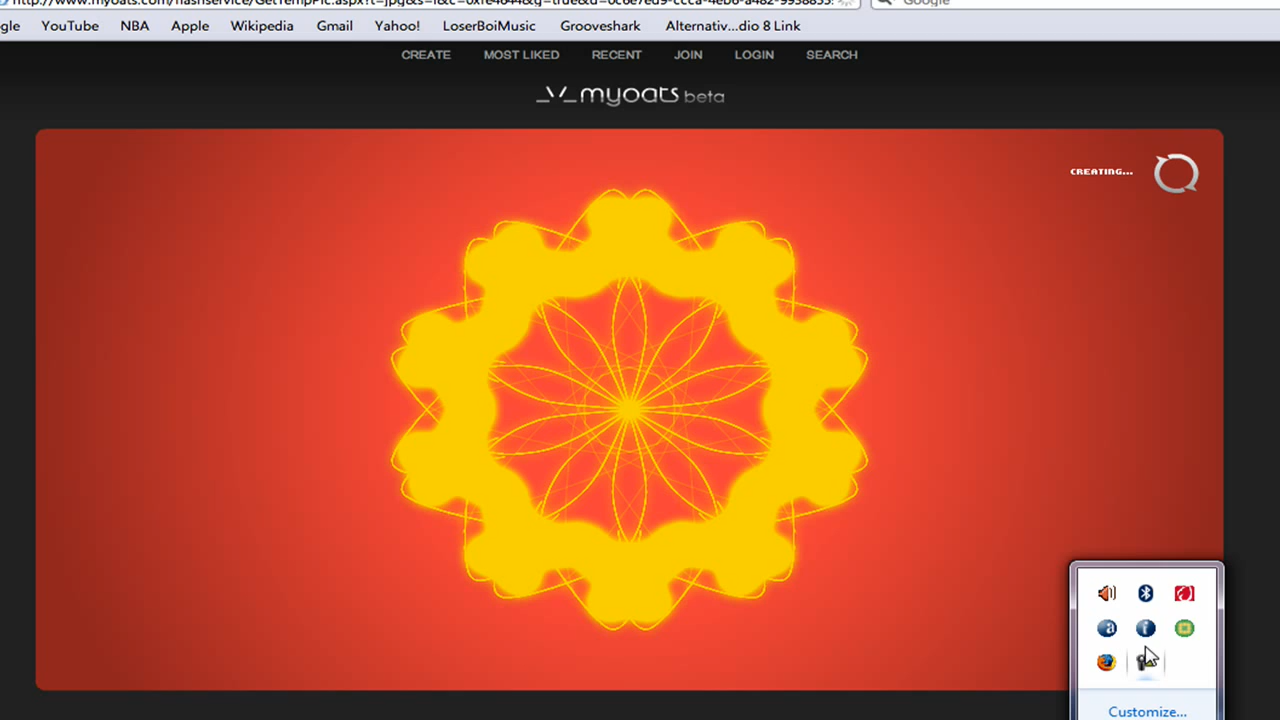 Google
gle YouTube NBA Apple Wikipedia Gmail Yahoo! LoserBoiMusic Grooveshark Alternativ...dio 8 Link
CREATE MOST LIKED RECENT JOIN LOGIN SEARCH
myoats beta
CREATING...
Customize...